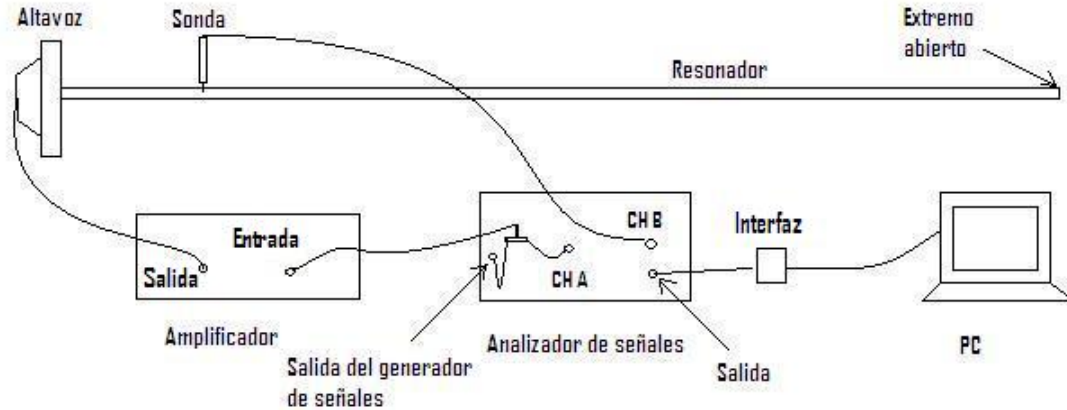 Altavoz
Sonda
Extremo
abierto
Resonador
CH B
Interfaz
Entrada
Salida
CH A
Amplificador
Analizador de señales
PC
Salida del generador
de señales
Salida